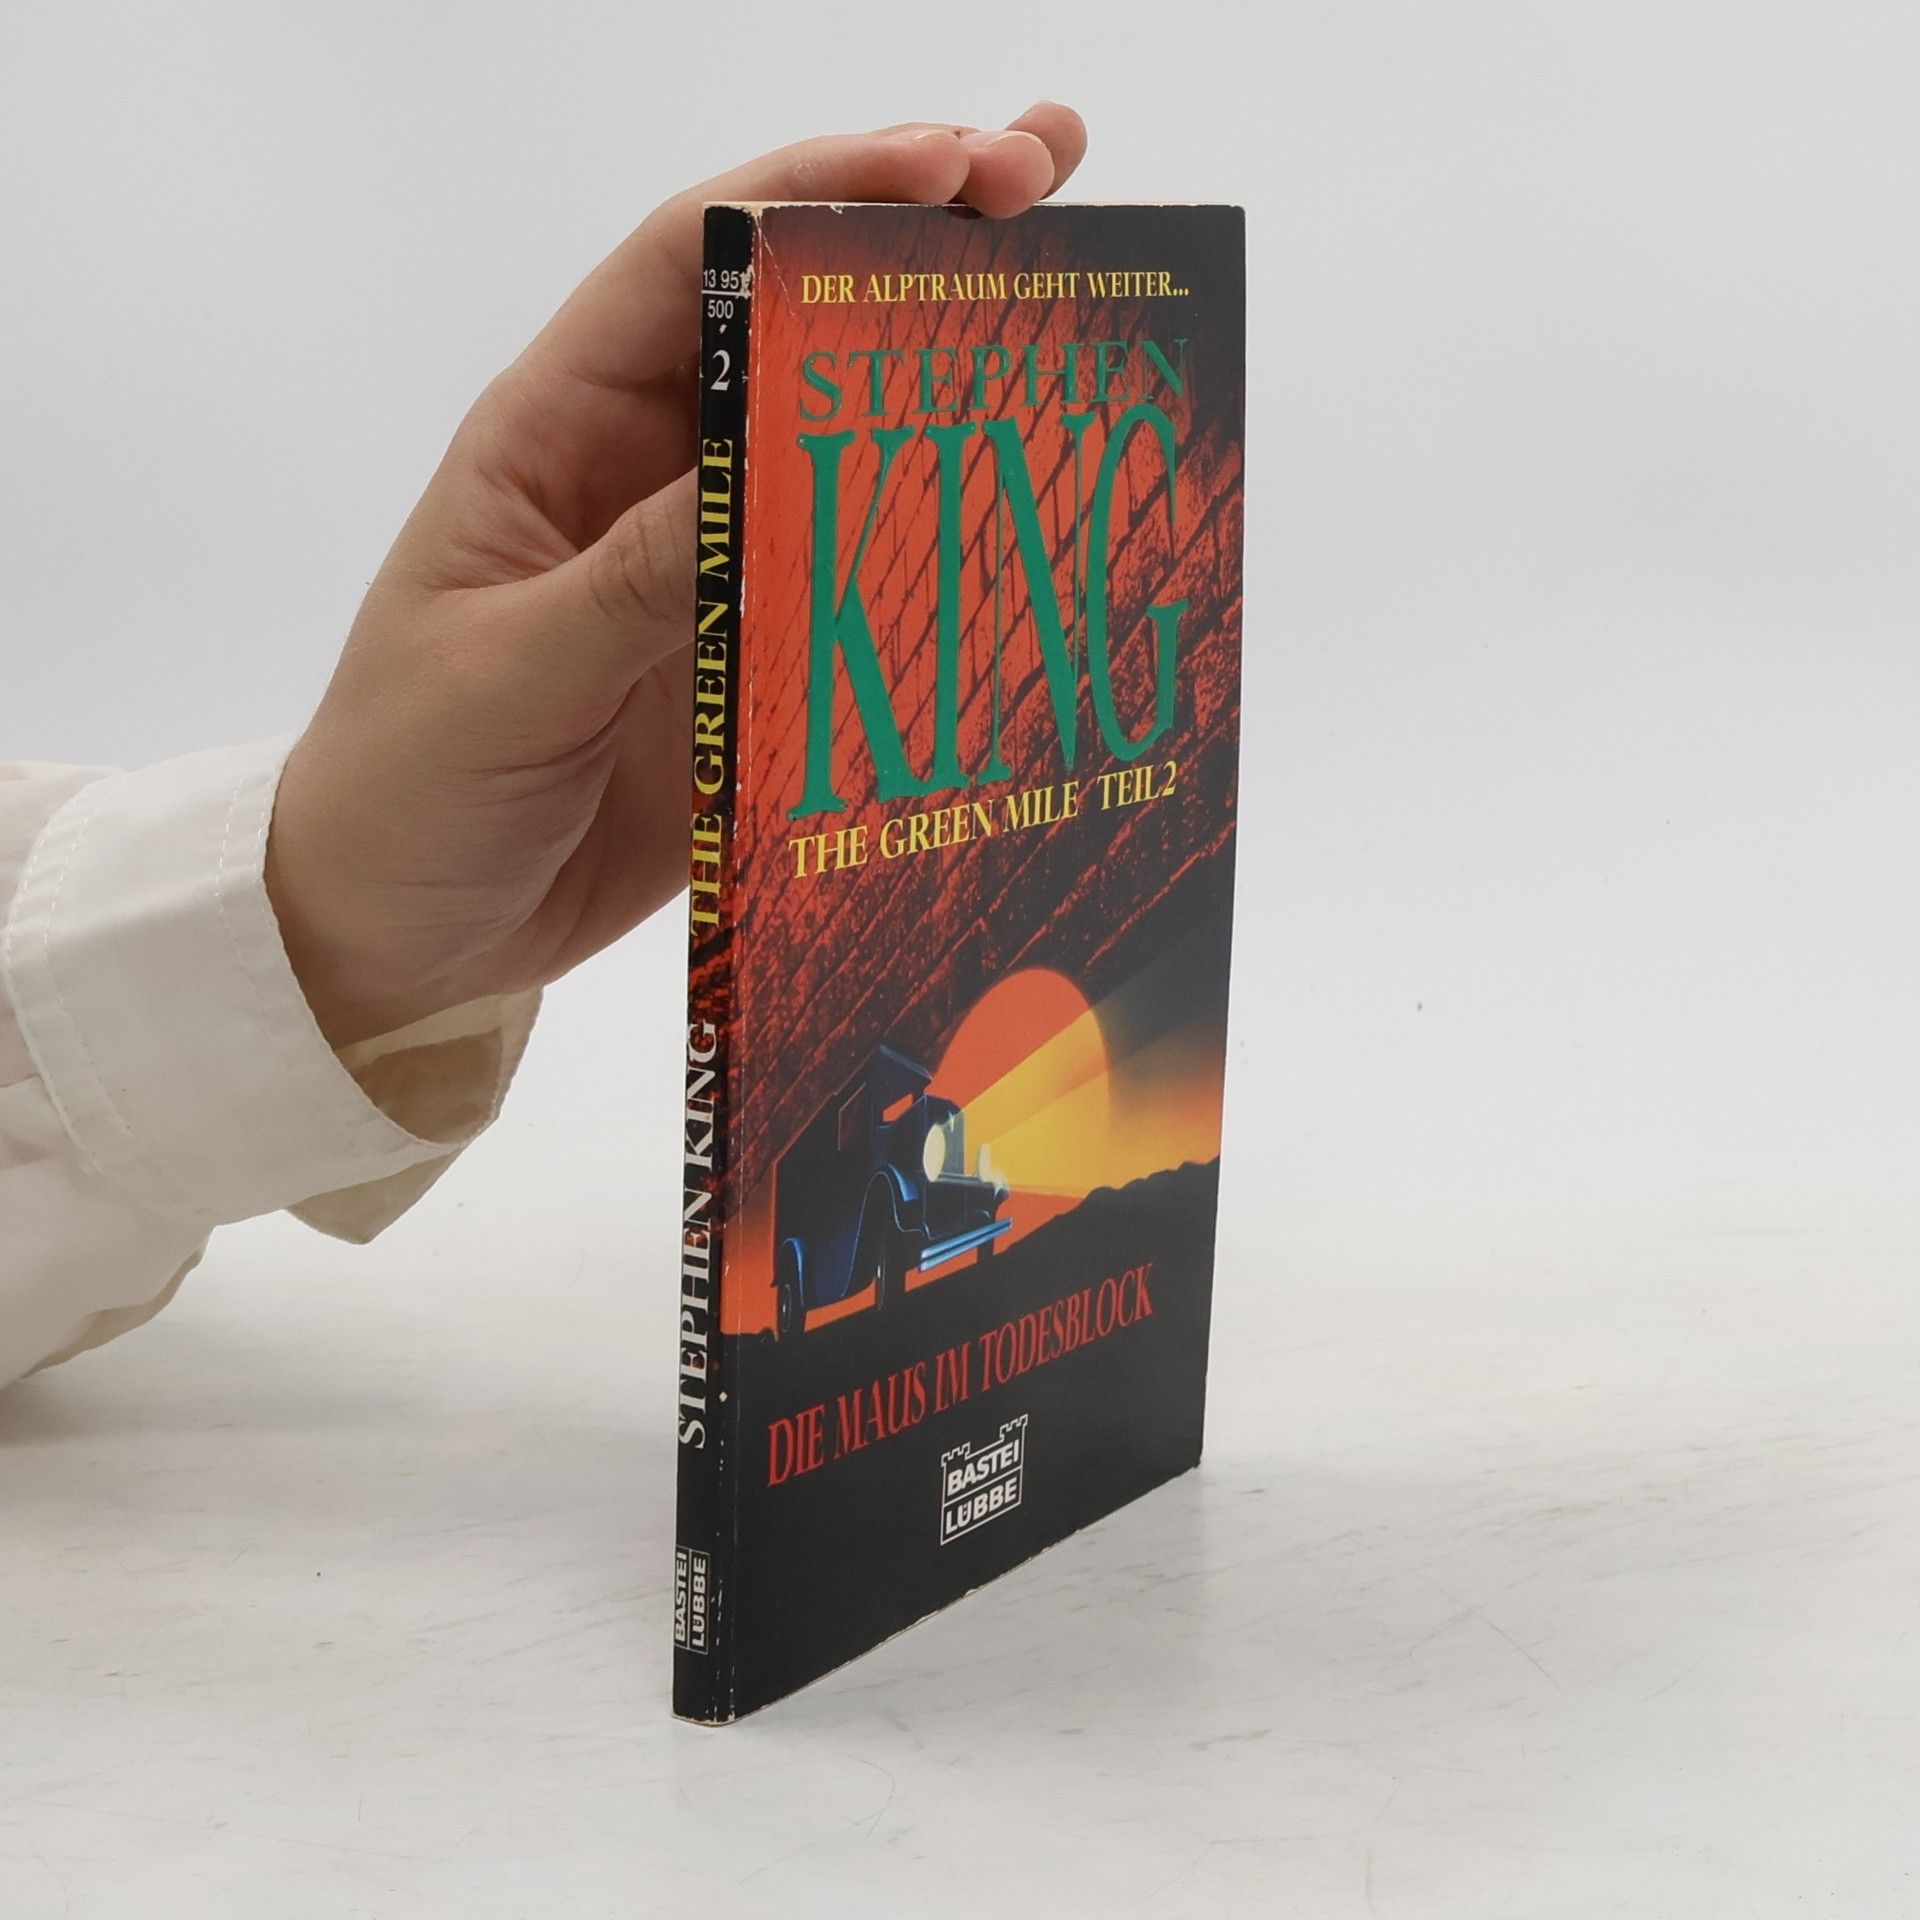 13 951
500
2
STEPHEN KING THE GREEN MILE
BASTEI
LÜBBE
DER ALPTRAUM GEHT WEITER...
STEPHEN
KING
THE GREEN MILE TEIL 2
DIE MAUS IM TODESBLOCK
BASTEI
LÜBBE